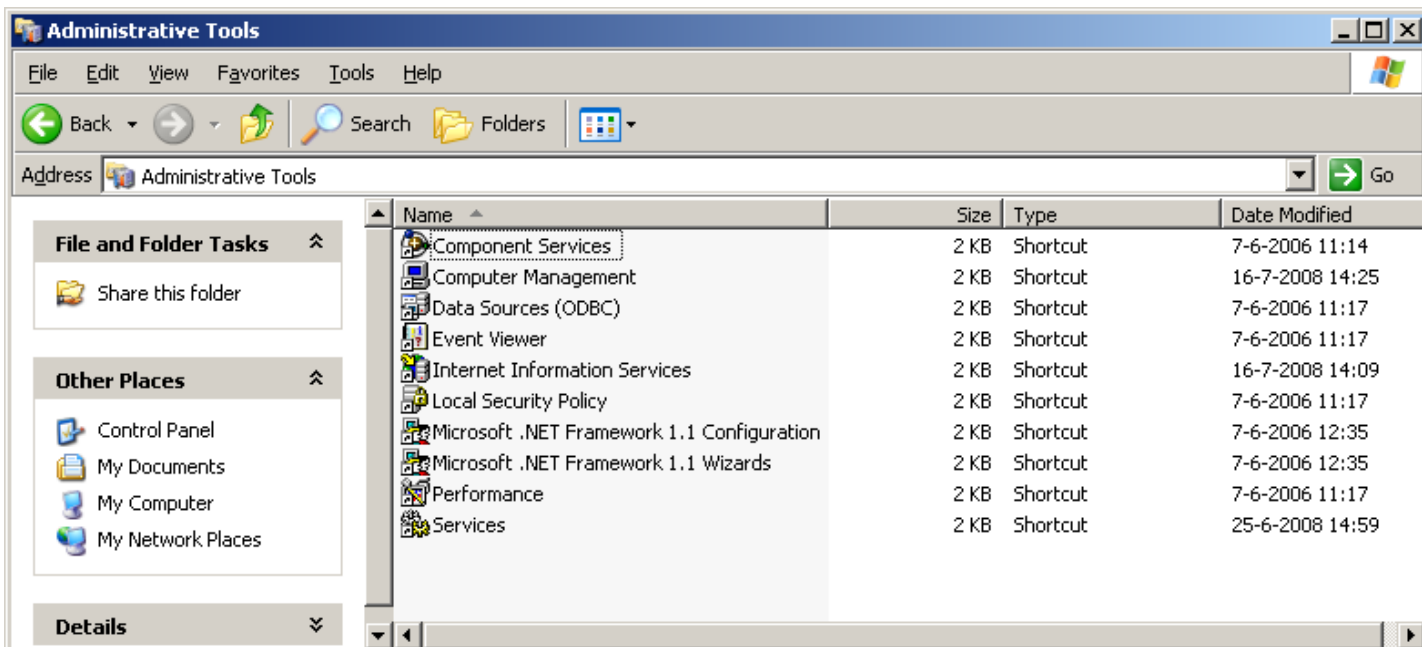 Administrative Tools
File Edit View Favorites Tools Help
Back Search Folders
Address Administrative Tools Go
File and Folder Tasks
Share this folder
Other Places
Control Panel
My Documents
My Computer
My Network Places
Details
Name Size Type Date Modified
Component Services 2 KB Shortcut 7-6-2006 11:14
Computer Management 2 KB Shortcut 16-7-2008 14:25
Data Sources (ODBC) 2 KB Shortcut 7-6-2006 11:17
Event Viewer 2 KB Shortcut 7-6-2006 11:17
Internet Information Services 2 KB Shortcut 16-7-2008 14:09
Local Security Policy 2 KB Shortcut 7-6-2006 11:17
Microsoft .NET Framework 1.1 Configuration 2 KB Shortcut 7-6-2006 12:35
Microsoft .NET Framework 1.1 Wizards 2 KB Shortcut 7-6-2006 12:35
Performance 2 KB Shortcut 7-6-2006 11:17
Services 2 KB Shortcut 25-6-2008 14:59